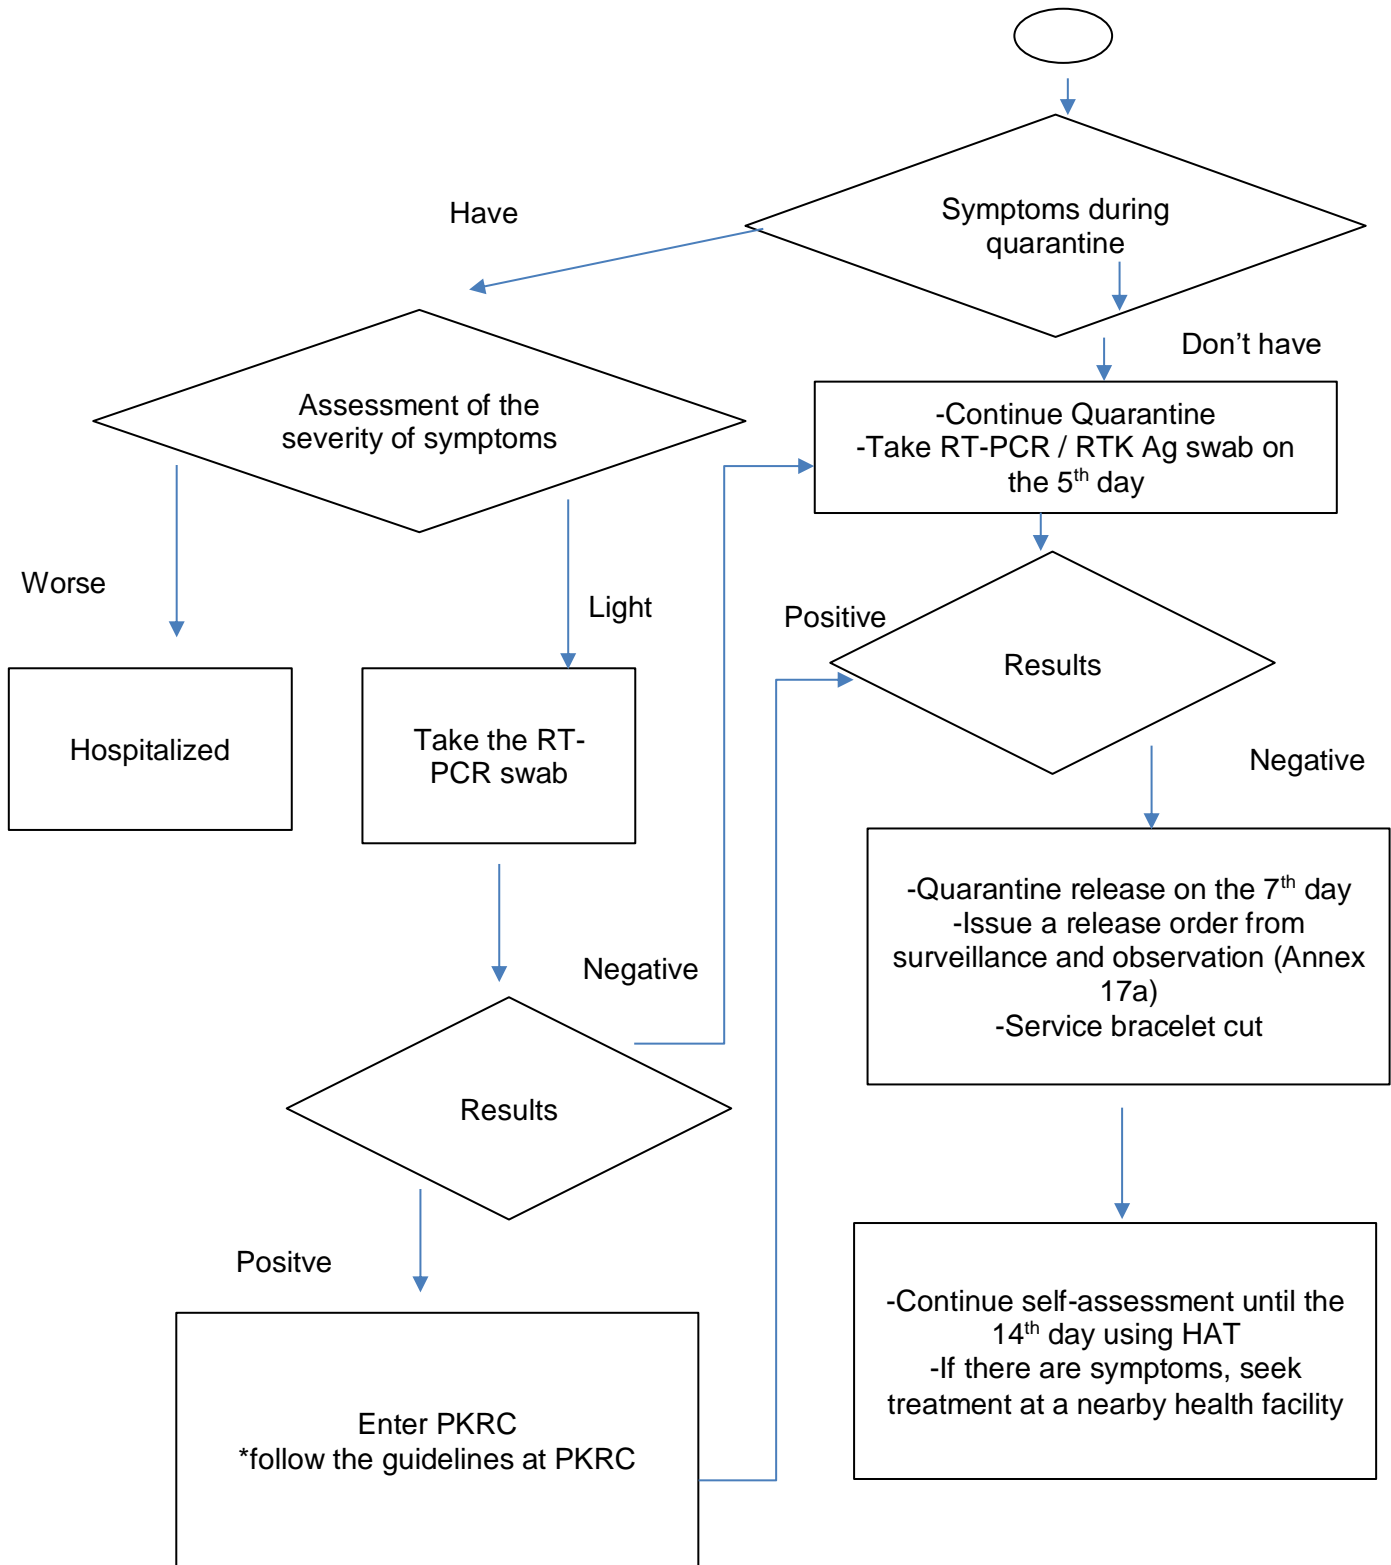 Symptoms during
quarantine
Have
Don’t have
Assessment of the
severity of symptoms
-Continue Quarantine
-Take RT-PCR / RTK Ag swab on
the 5th day
Worse
Light
Positive
Results
Hospitalized
Take the RT-
PCR swab
Negative
-Quarantine release on the 7th day
-Issue a release order from
surveillance and observation (Annex
17a)
-Service bracelet cut
Negative
Results
Positve
-Continue self-assessment until the
14th day using HAT
-If there are symptoms, seek
treatment at a nearby health facility
Enter PKRC
*follow the guidelines at PKRC